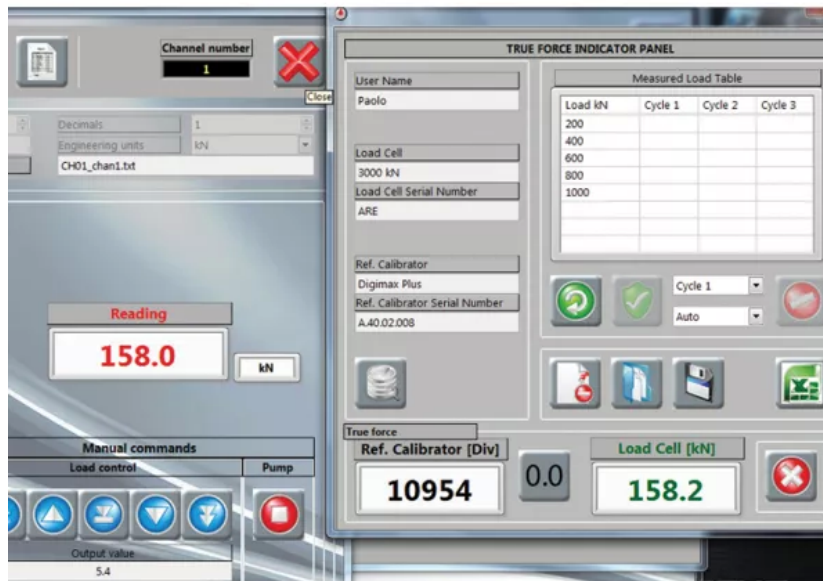 Channel number
1
Close
Decimals
1
Engineering units
kN
CH01_chan1.txt
Reading
158.0
kN
Manual commands
Load control
Pump
Output value
5.4
TRUE FORCE INDICATOR PANEL
User Name
Paolo
Load Cell
3000 kN
Load Cell Serial Number
ARE
Ref. Calibrator
Digimax Plus
Ref. Calibrator Serial Number
A.40.02.008
Measured Load Table
Load kN Cycle 1 Cycle 2 Cycle 3
200
400
600
800
1000
Cycle 1
Auto
True force
Ref. Calibrator [Div]
10954
0.0
Load Cell [kN]
158.2